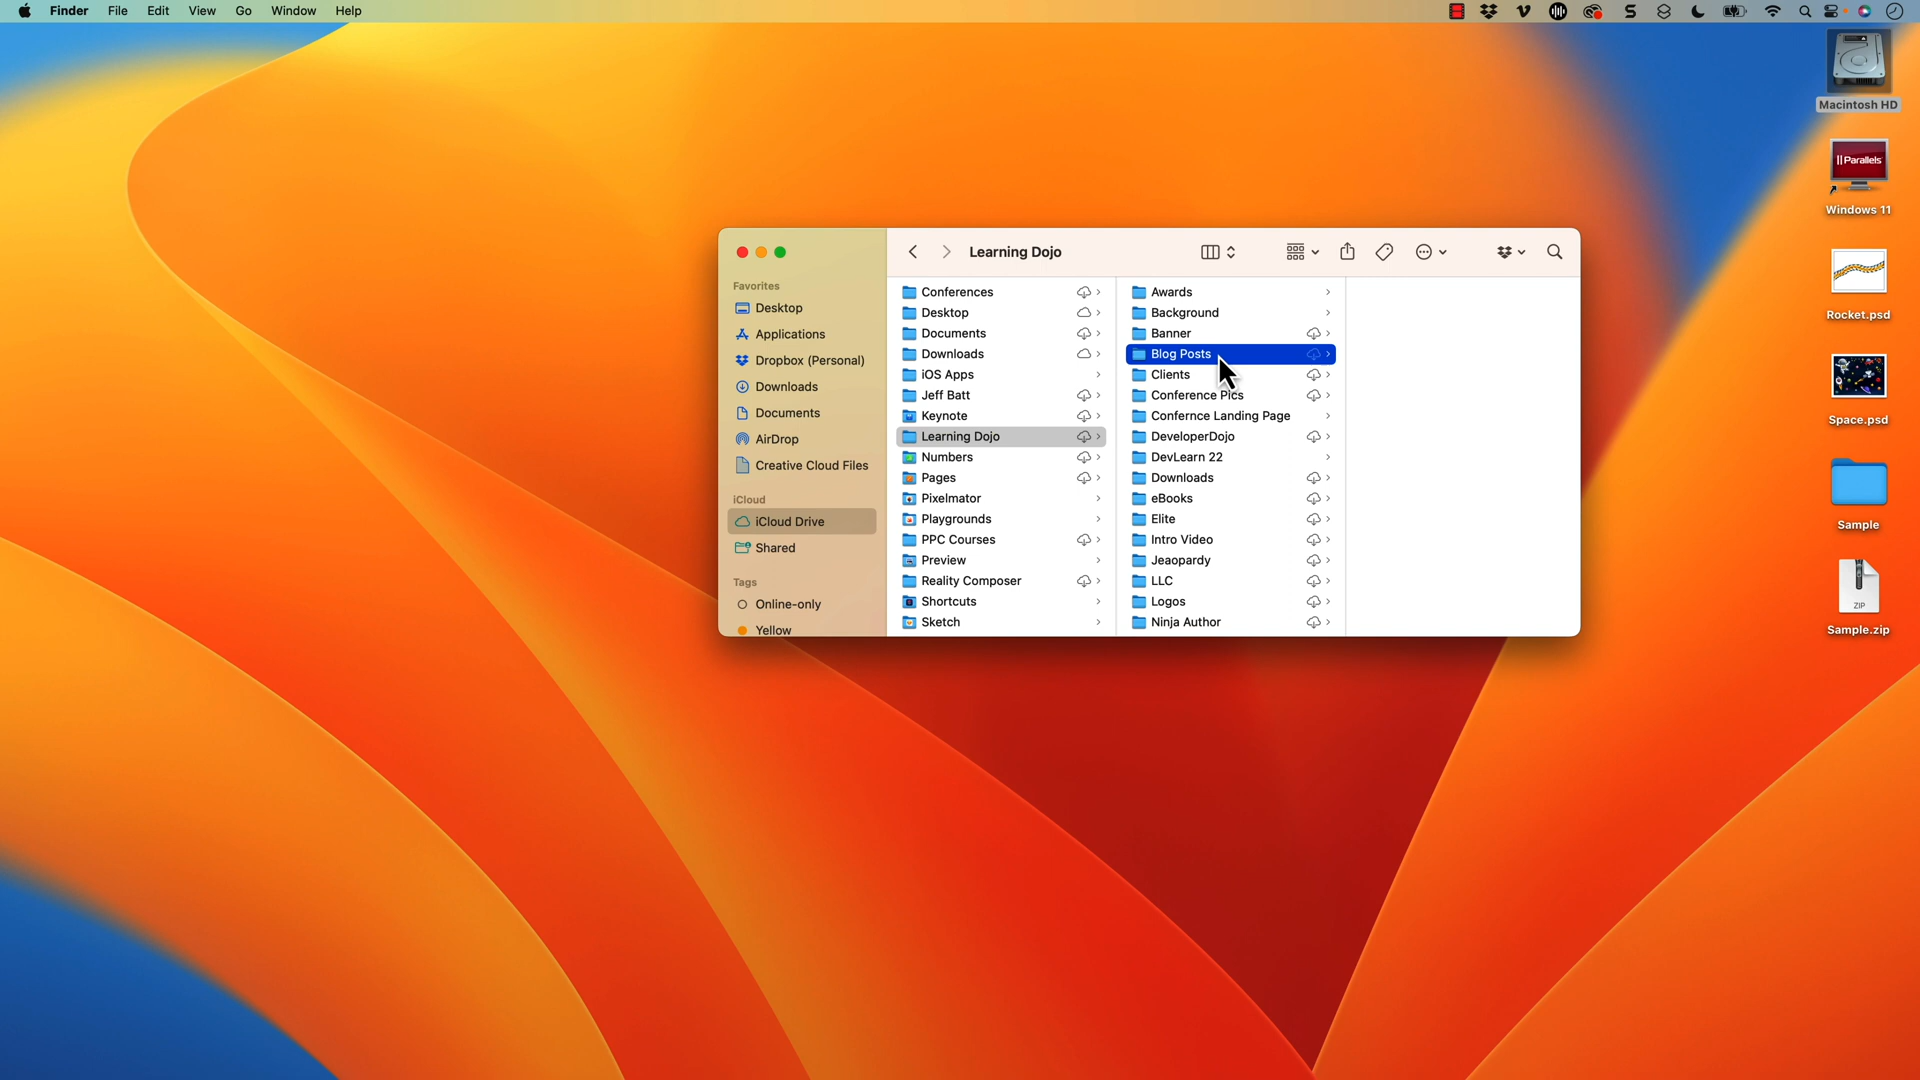 Finder File Edit View Go Window Help
Macintosh HD
|| Parallels
Windows 11
Rocket.psd
Space.psd
Sample
ZIP
Sample.zip
Learning Dojo
Favorites
Desktop
Applications
Dropbox (Personal)
Downloads
Documents
AirDrop
Creative Cloud Files
iCloud
iCloud Drive
Shared
Tags
Online-only
Yellow
Conferences
Desktop
Documents
Downloads
iOS Apps
Jeff Batt
Keynote
Learning Dojo
Numbers
Pages
Pixelmator
Playgrounds
PPC Courses
Preview
Reality Composer
Shortcuts
Sketch
Awards
Background
Banner
Blog Posts
Clients
Conference Pics
Confernce Landing Page
DeveloperDojo
DevLearn 22
Downloads
eBooks
Elite
Intro Video
Jeaopardy
LLC
Logos
Ninja Author